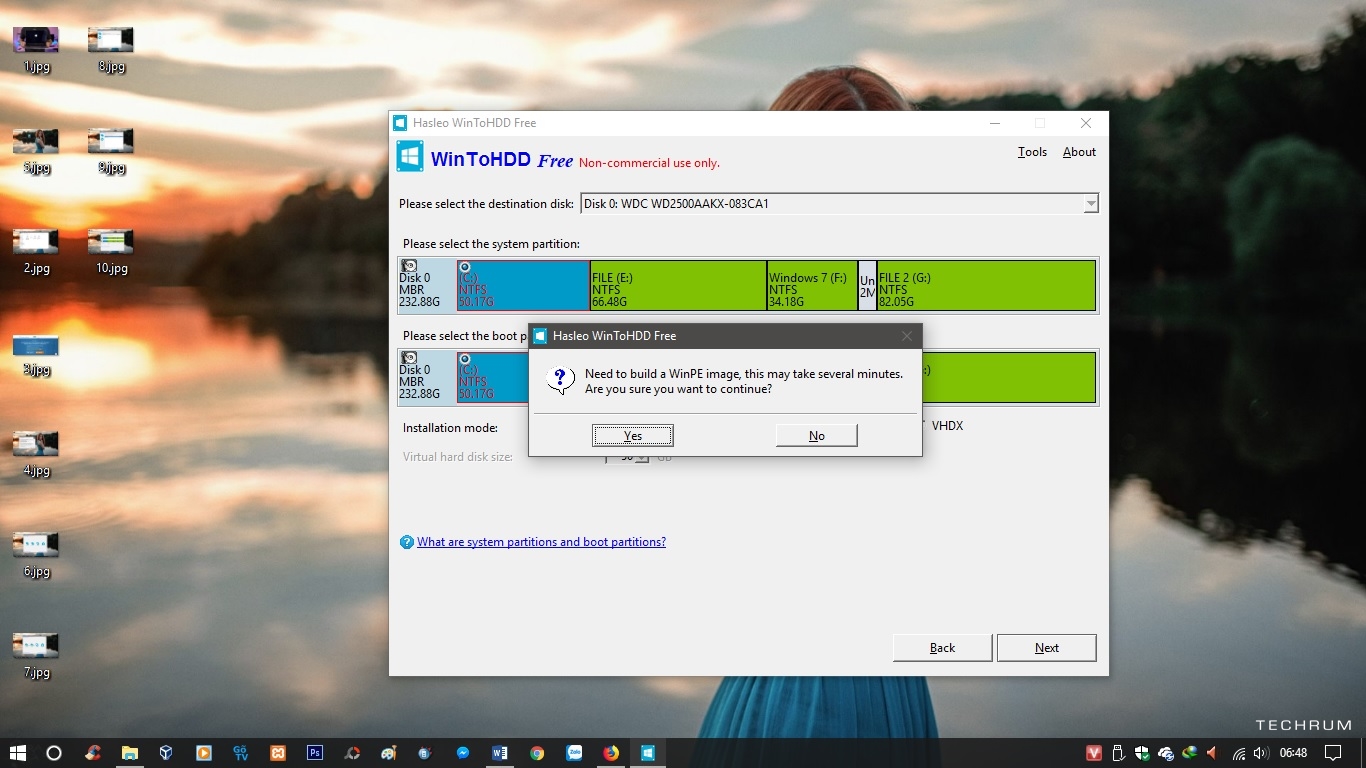 1.jpg
8.jpg
5.jpg
9.jpg
2.jpg
10.jpg
3.jpg
4.jpg
6.jpg
7.jpg
Hasleo WinToHDD Free
WinToHDD Free Non-commercial use only.
Tools About
Please select the destination disk: Disk 0: WDC WD2500AAKX-083CA1
Please select the system partition:
Disk 0
MBR
232.88G
(C:)
NTFS
50.17G
FILE (E:)
NTFS
66.48G
Windows 7 (F:)
NTFS
34.18G
Un
2M
FILE 2 (G:)
NTFS
82.05G
Please select the boot p
Disk 0
MBR
232.88G
(C:)
NTFS
50.17G
:)
Hasleo WinToHDD Free
Need to build a WinPE image, this may take several minutes.
Are you sure you want to continue?
Yes No
Installation mode: VHDX
Virtual hard disk size: GB
What are system partitions and boot partitions?
Back Next
TECHRUM
GõTV
Ps
Zalo
V
06:48